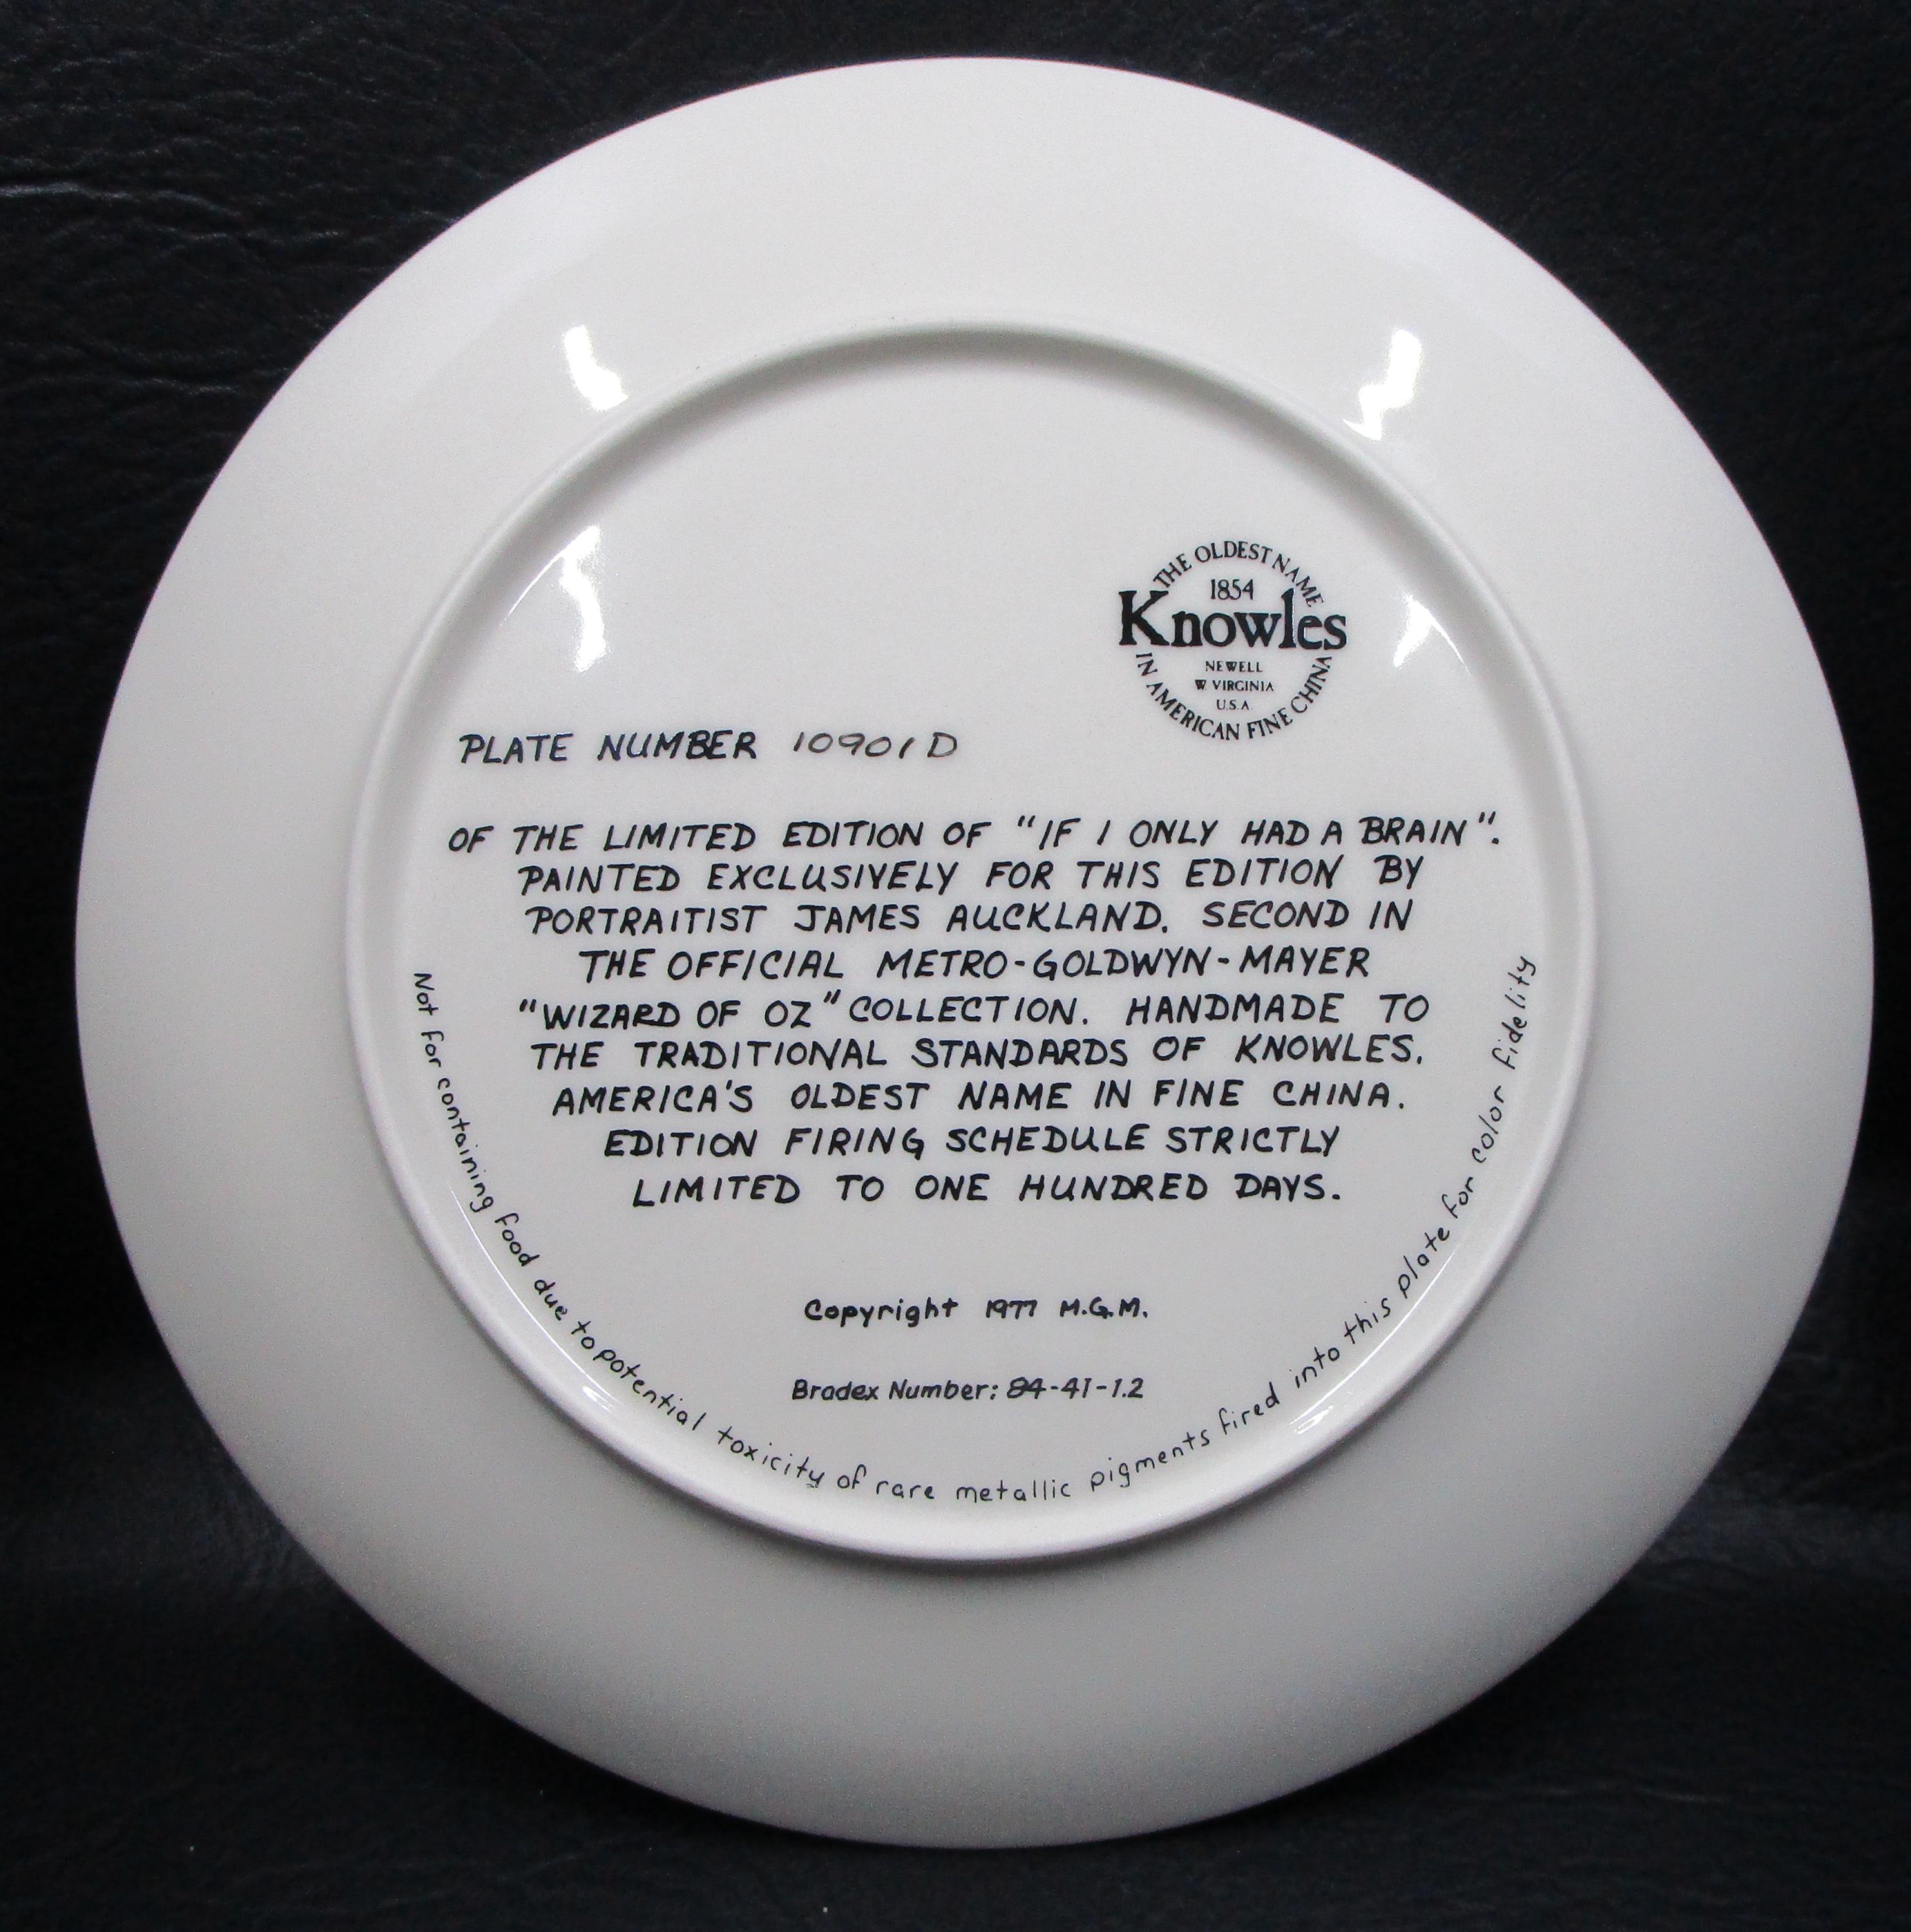 THE OLDEST NAME
1854
Knowles
NEWELL
W. VIRGINIA
U.S.A.
IN AMERICAN FINE CHINA
PLATE NUMBER 10901D
OF THE LIMITED EDITION OF "IF I ONLY HAD A BRAIN".
PAINTED EXCLUSIVELY FOR THIS EDITION BY
PORTRAITIST JAMES AUCKLAND. SECOND IN
THE OFFICIAL METRO-GOLDWYN-MAYER
"WIZARD OF OZ" COLLECTION. HANDMADE TO
THE TRADITIONAL STANDARDS OF KNOWLES.
AMERICA'S OLDEST NAME IN FINE CHINA.
EDITION FIRING SCHEDULE STRICTLY
LIMITED TO ONE HUNDRED DAYS.
Copyright 1977 M.G.M.
Bradex Number: 84-41-1.2
Not for containing food due to potential toxicity of rare metallic pigments fired into this plate for color fidelity